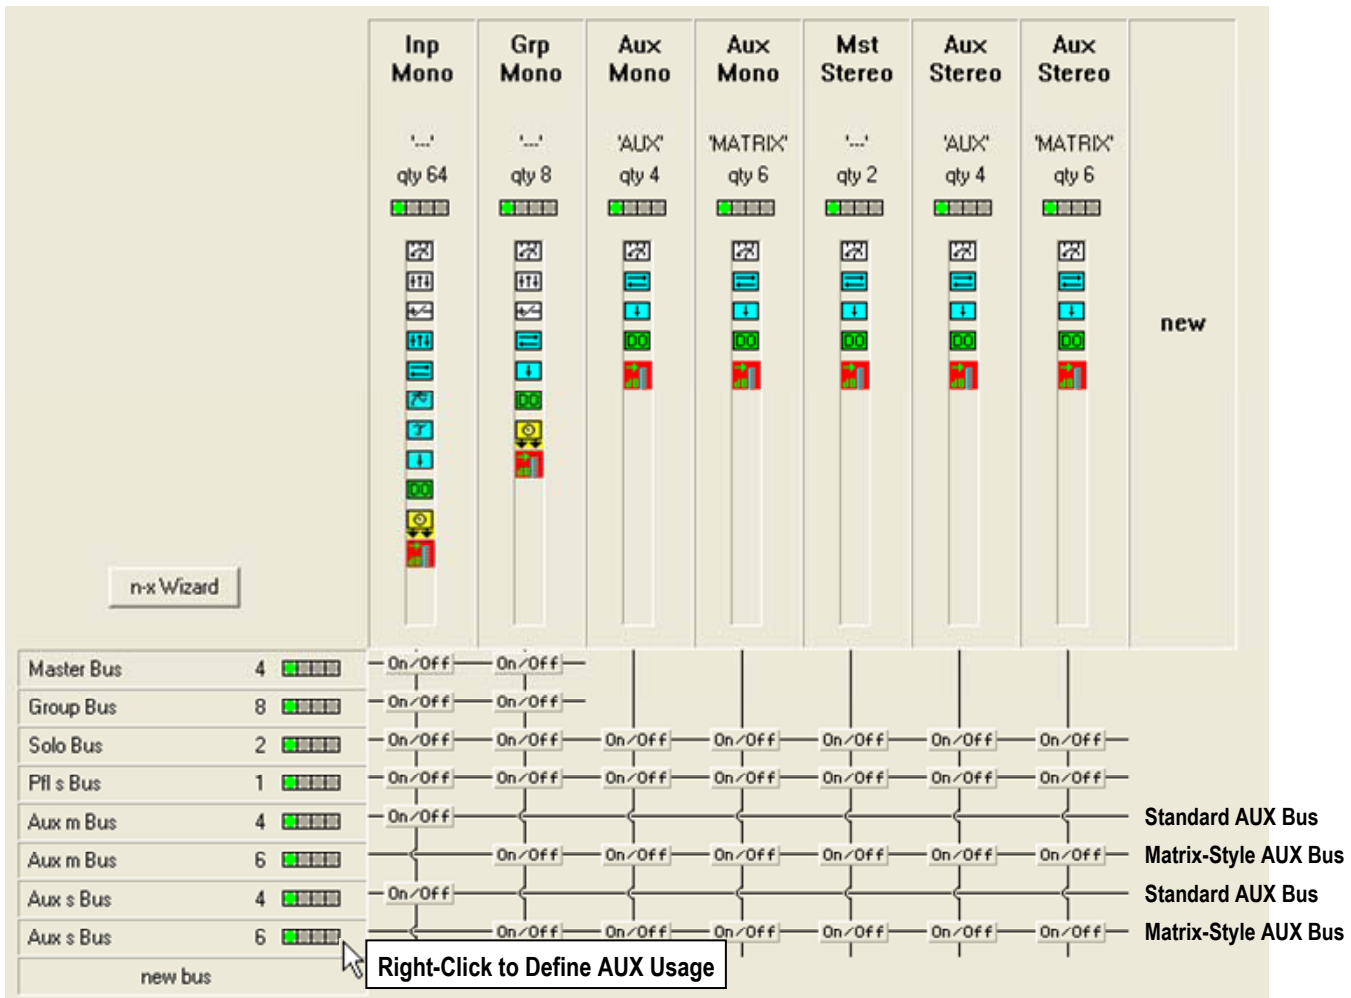 Inp Mono
Grp Mono
Aux Mono
Aux Mono
Mst Stereo
Aux Stereo
Aux Stereo
'---'
'---'
'AUX'
'MATRIX'
'---'
'AUX'
'MATRIX'
qty 64
qty 8
qty 4
qty 6
qty 2
qty 4
qty 6
new
n-x Wizard
Master Bus 4 On/Off On/Off
Group Bus 8 On/Off On/Off
Solo Bus 2 On/Off On/Off On/Off On/Off On/Off On/Off On/Off
Pfl s Bus 1 On/Off On/Off On/Off On/Off On/Off On/Off On/Off
Aux m Bus 4 On/Off Standard AUX Bus
Aux m Bus 6 On/Off On/Off On/Off On/Off On/Off On/Off Matrix-Style AUX Bus
Aux s Bus 4 On/Off Standard AUX Bus
Aux s Bus 6 On/Off On/Off On/Off On/Off On/Off On/Off Matrix-Style AUX Bus
Right-Click to Define AUX Usage
new bus